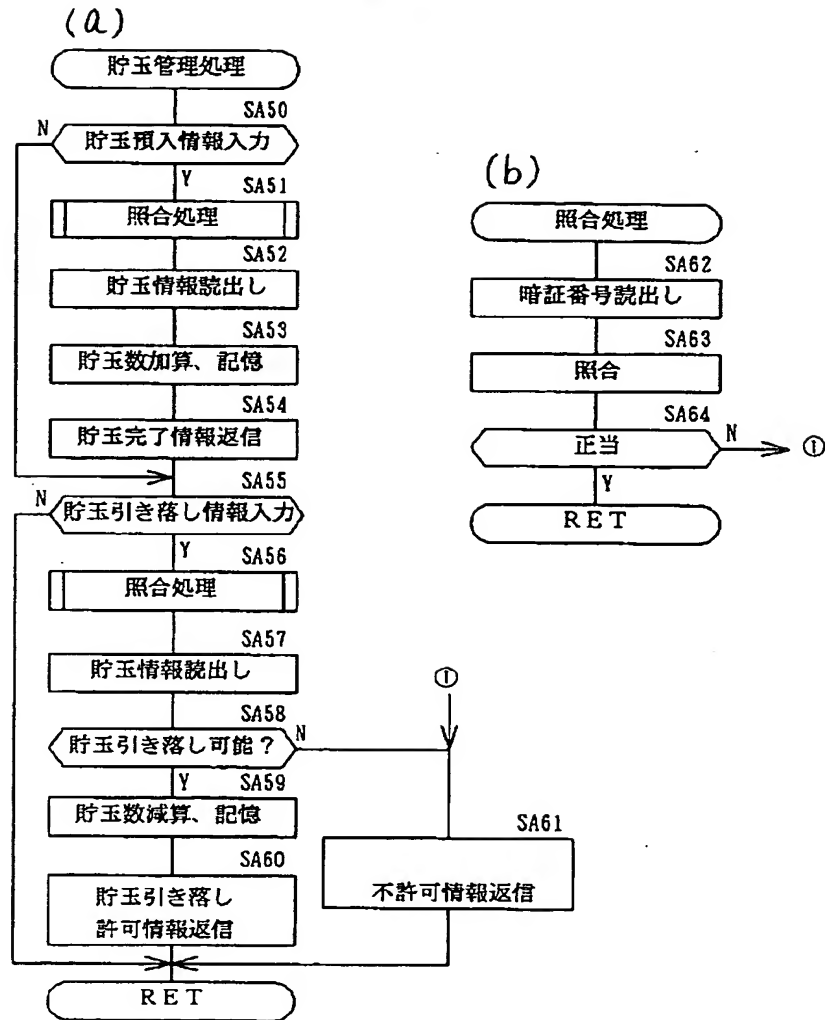 (a)
貯玉管理処理
SA50
N
貯玉預入情報入力
Y
SA51
照合処理
SA52
貯玉情報読出し
SA53
貯玉数加算、記憶
SA54
貯玉完了情報返信
SA55
N
貯玉引き落し情報入力
Y
SA56
照合処理
SA57
貯玉情報読出し
SA58
貯玉引き落し可能?
N
Y
SA59
貯玉数減算、記憶
SA60
貯玉引き落し
許可情報返信
RET
①
SA61
不許可情報返信
(b)
照合処理
SA62
暗証番号読出し
SA63
照合
SA64
正当
N
①
Y
RET